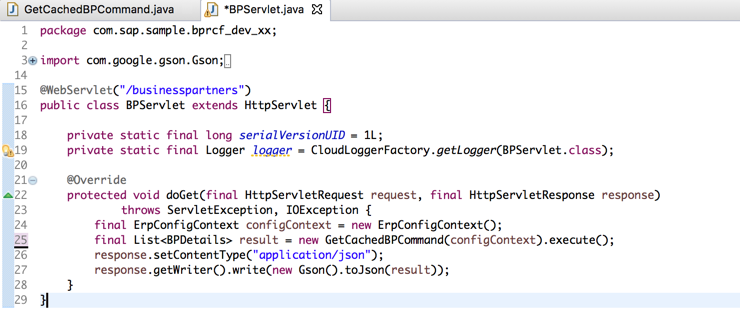 GetCachedBPCommand.java *BPServlet.java
1 package com.sap.sample.bprcf_dev_xx;
2
3 import com.google.gson.Gson;
14
15 @WebServlet("/businesspartners")
16 public class BPServlet extends HttpServlet {
17
18 private static final long serialVersionUID = 1L;
19 private static final Logger logger = CloudLoggerFactory.getLogger(BPServlet.class);
20
21 @Override
22 protected void doGet(final HttpServletRequest request, final HttpServletResponse response)
23 throws ServletException, IOException {
24 final ErpConfigContext configContext = new ErpConfigContext();
25 final List<BPDetails> result = new GetCachedBPCommand(configContext).execute();
26 response.setContentType("application/json");
27 response.getWriter().write(new Gson().toJson(result));
28 }
29 }